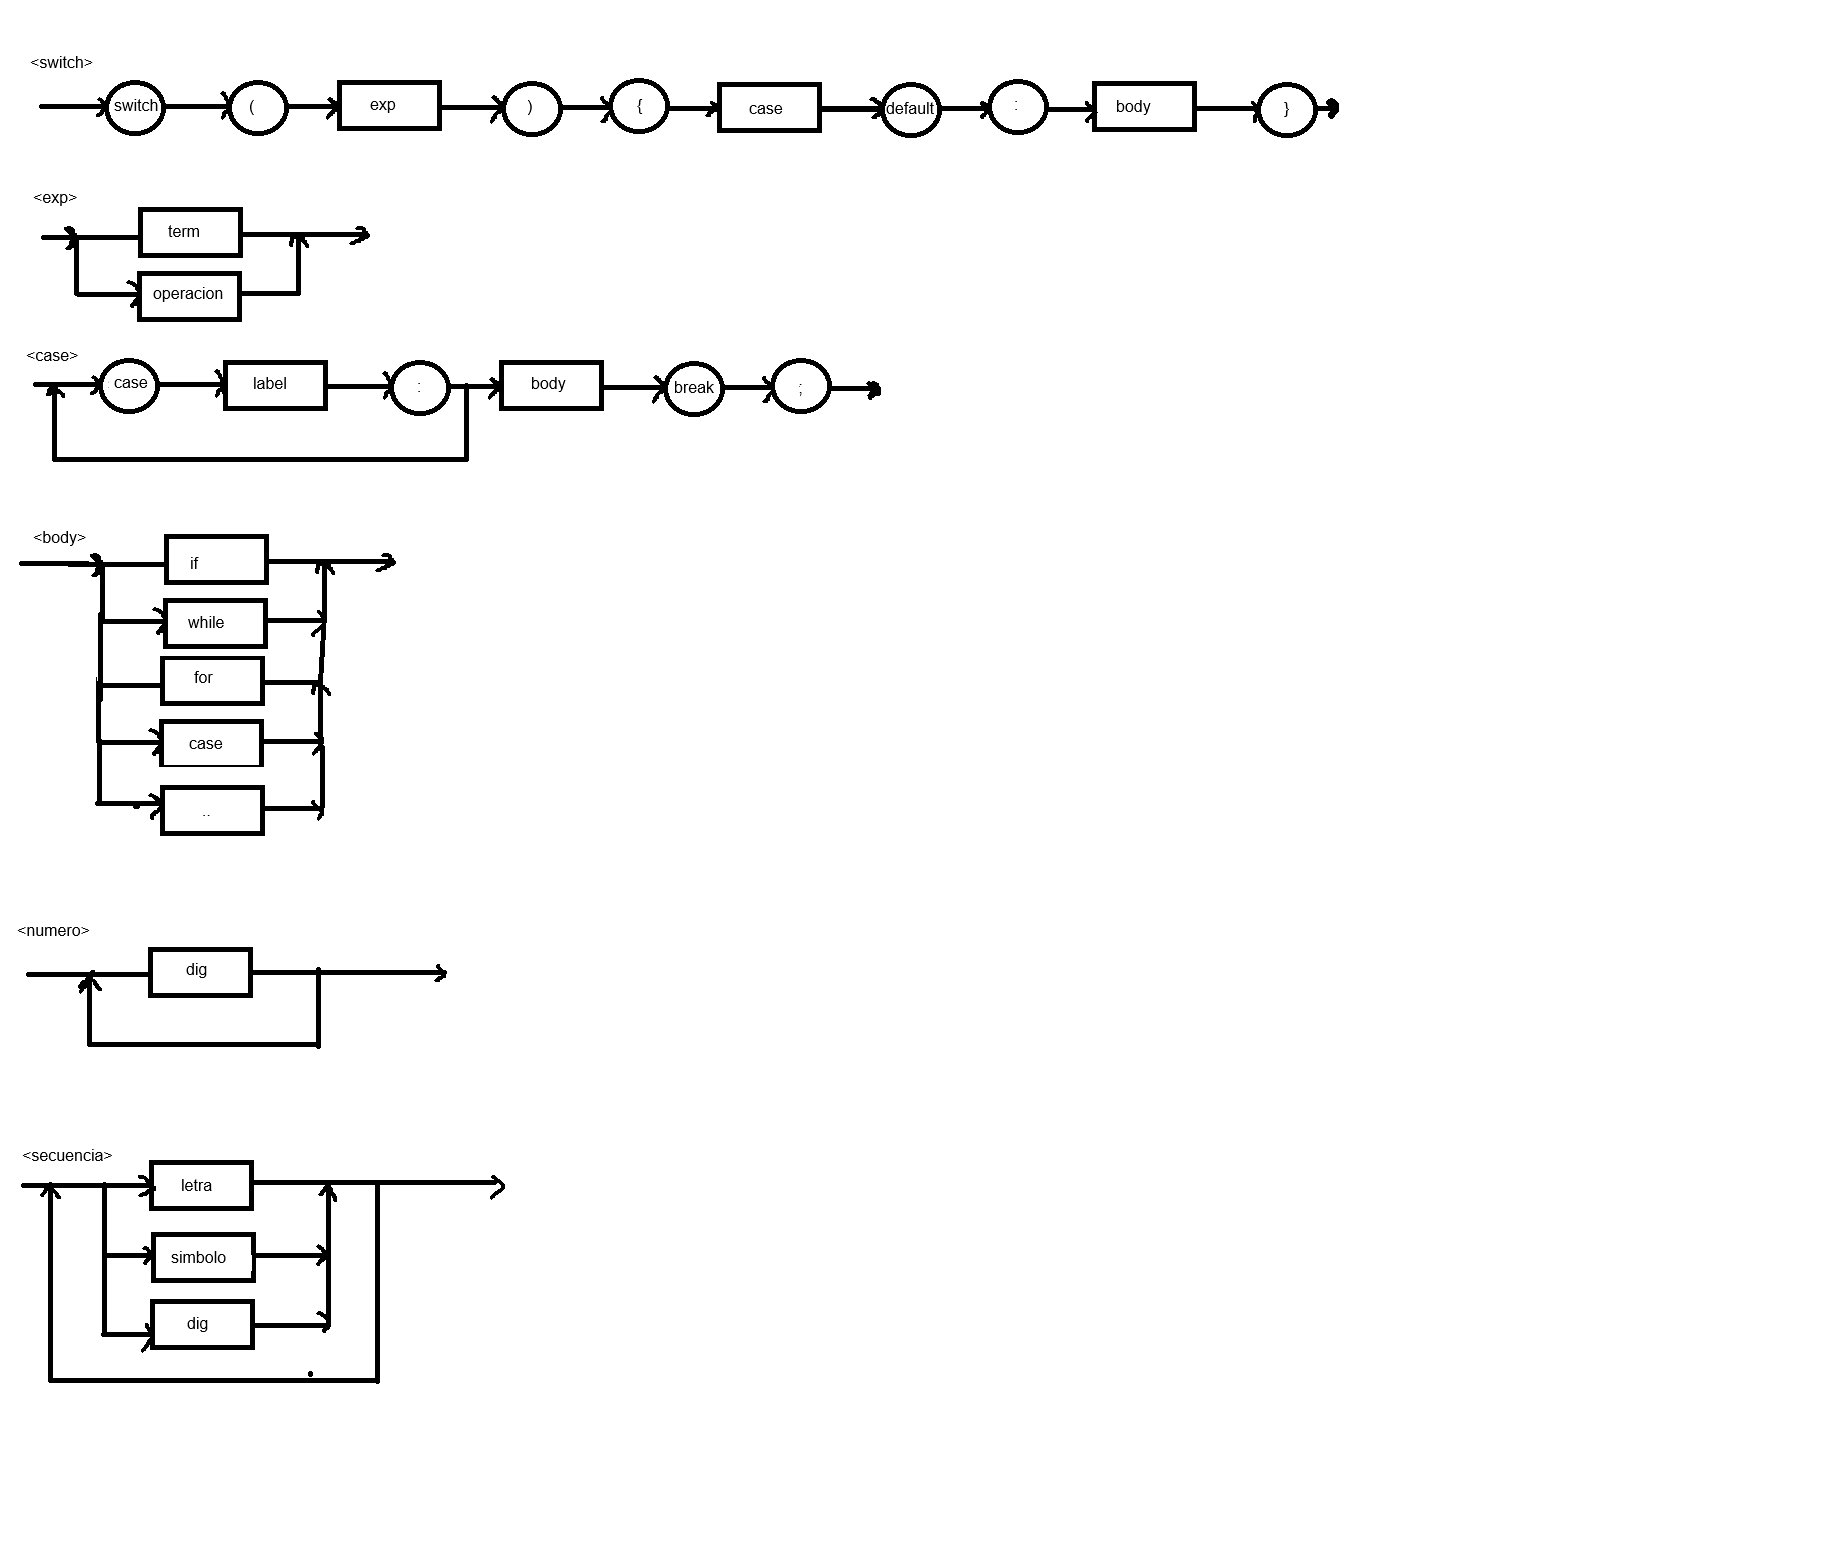 <switch>
switch ( exp ) { case default : body }
<exp>
term
operacion
<case>
case label : body break ;
<body>
if
while
for
case
..
<numero>
dig
<secuencia>
letra
simbolo
dig